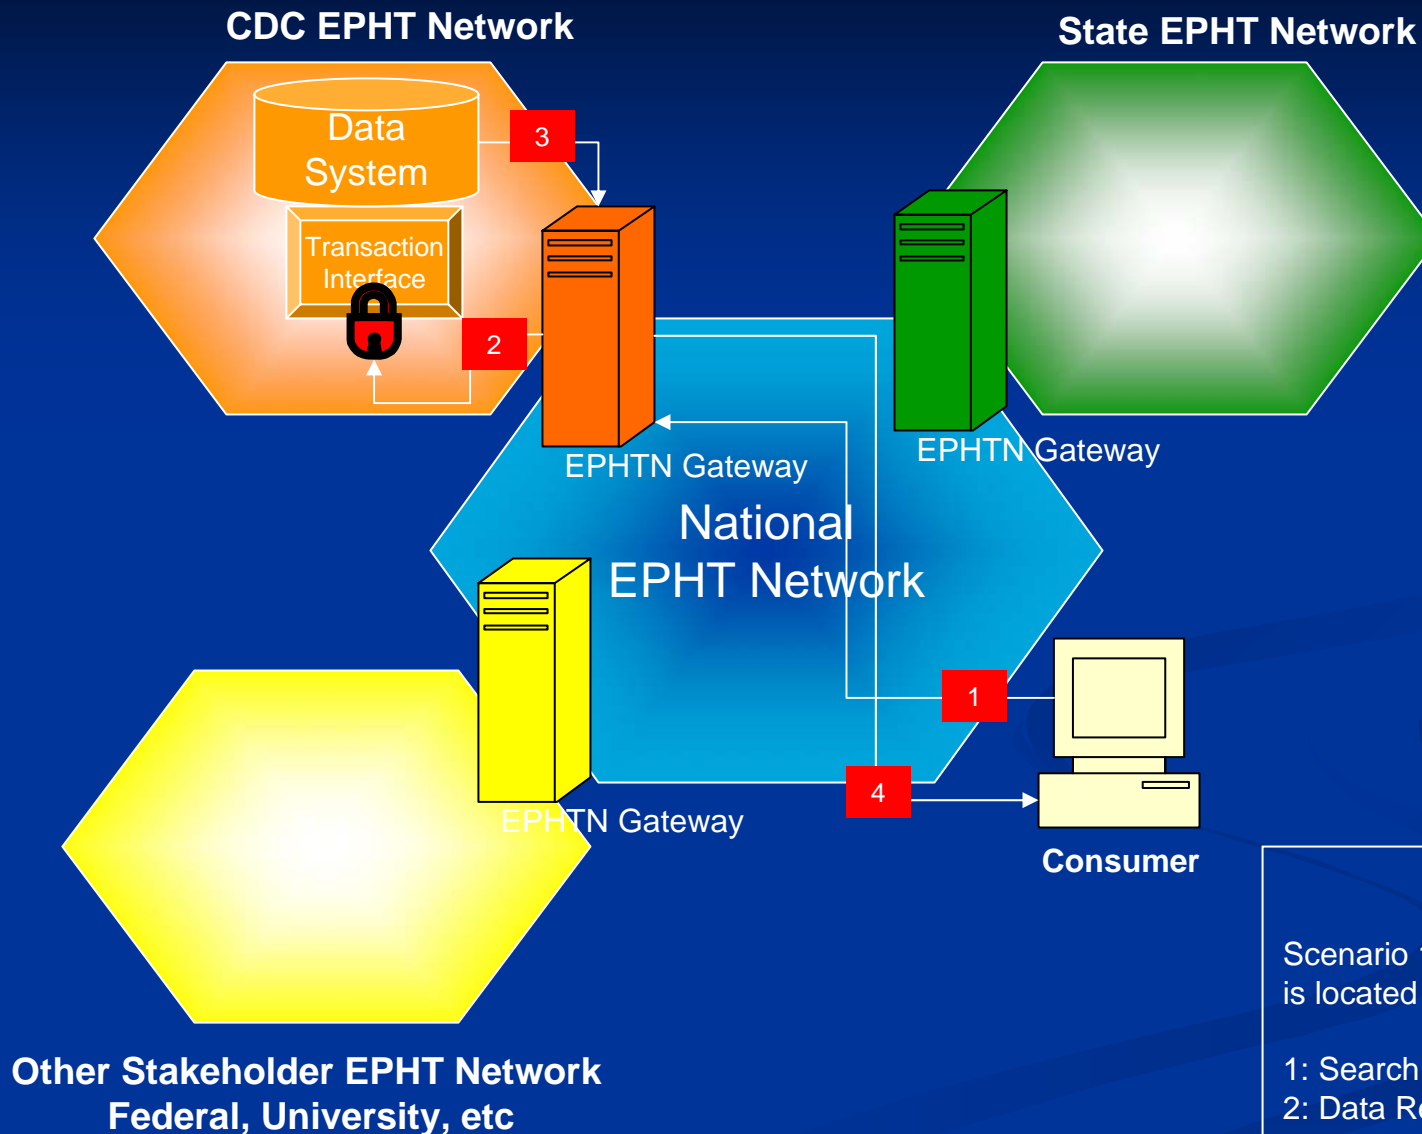 CDC EPHT Network
State EPHT Network
Data
System
3
Transaction
Interface
2
EPHTN Gateway
EPHTN Gateway
National
EPHT Network
1
4
EPHTN Gateway
Consumer
Scenario
is located
1: Search
2: Data
Other Stakeholder EPHT Network
Federal, University, etc